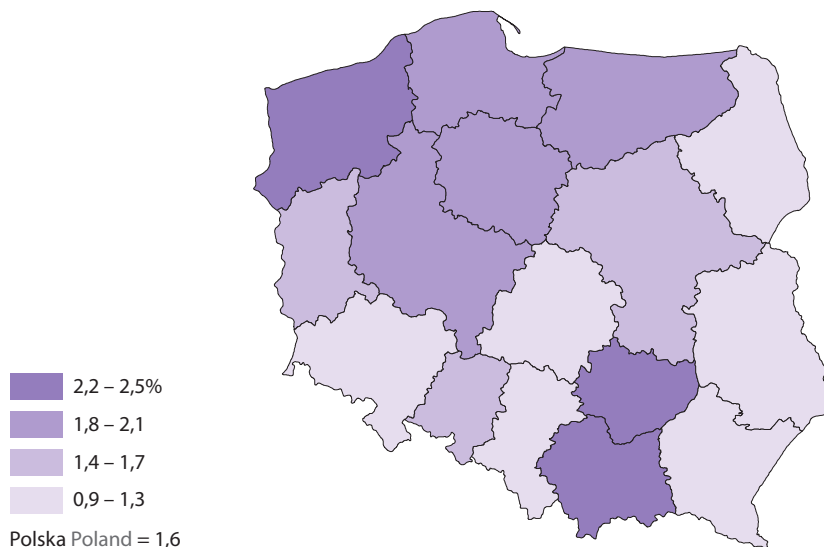 2,2 – 2,5%
1,8 – 2,1
1,4 – 1,7
0,9 – 1,3
Polska Poland = 1,6